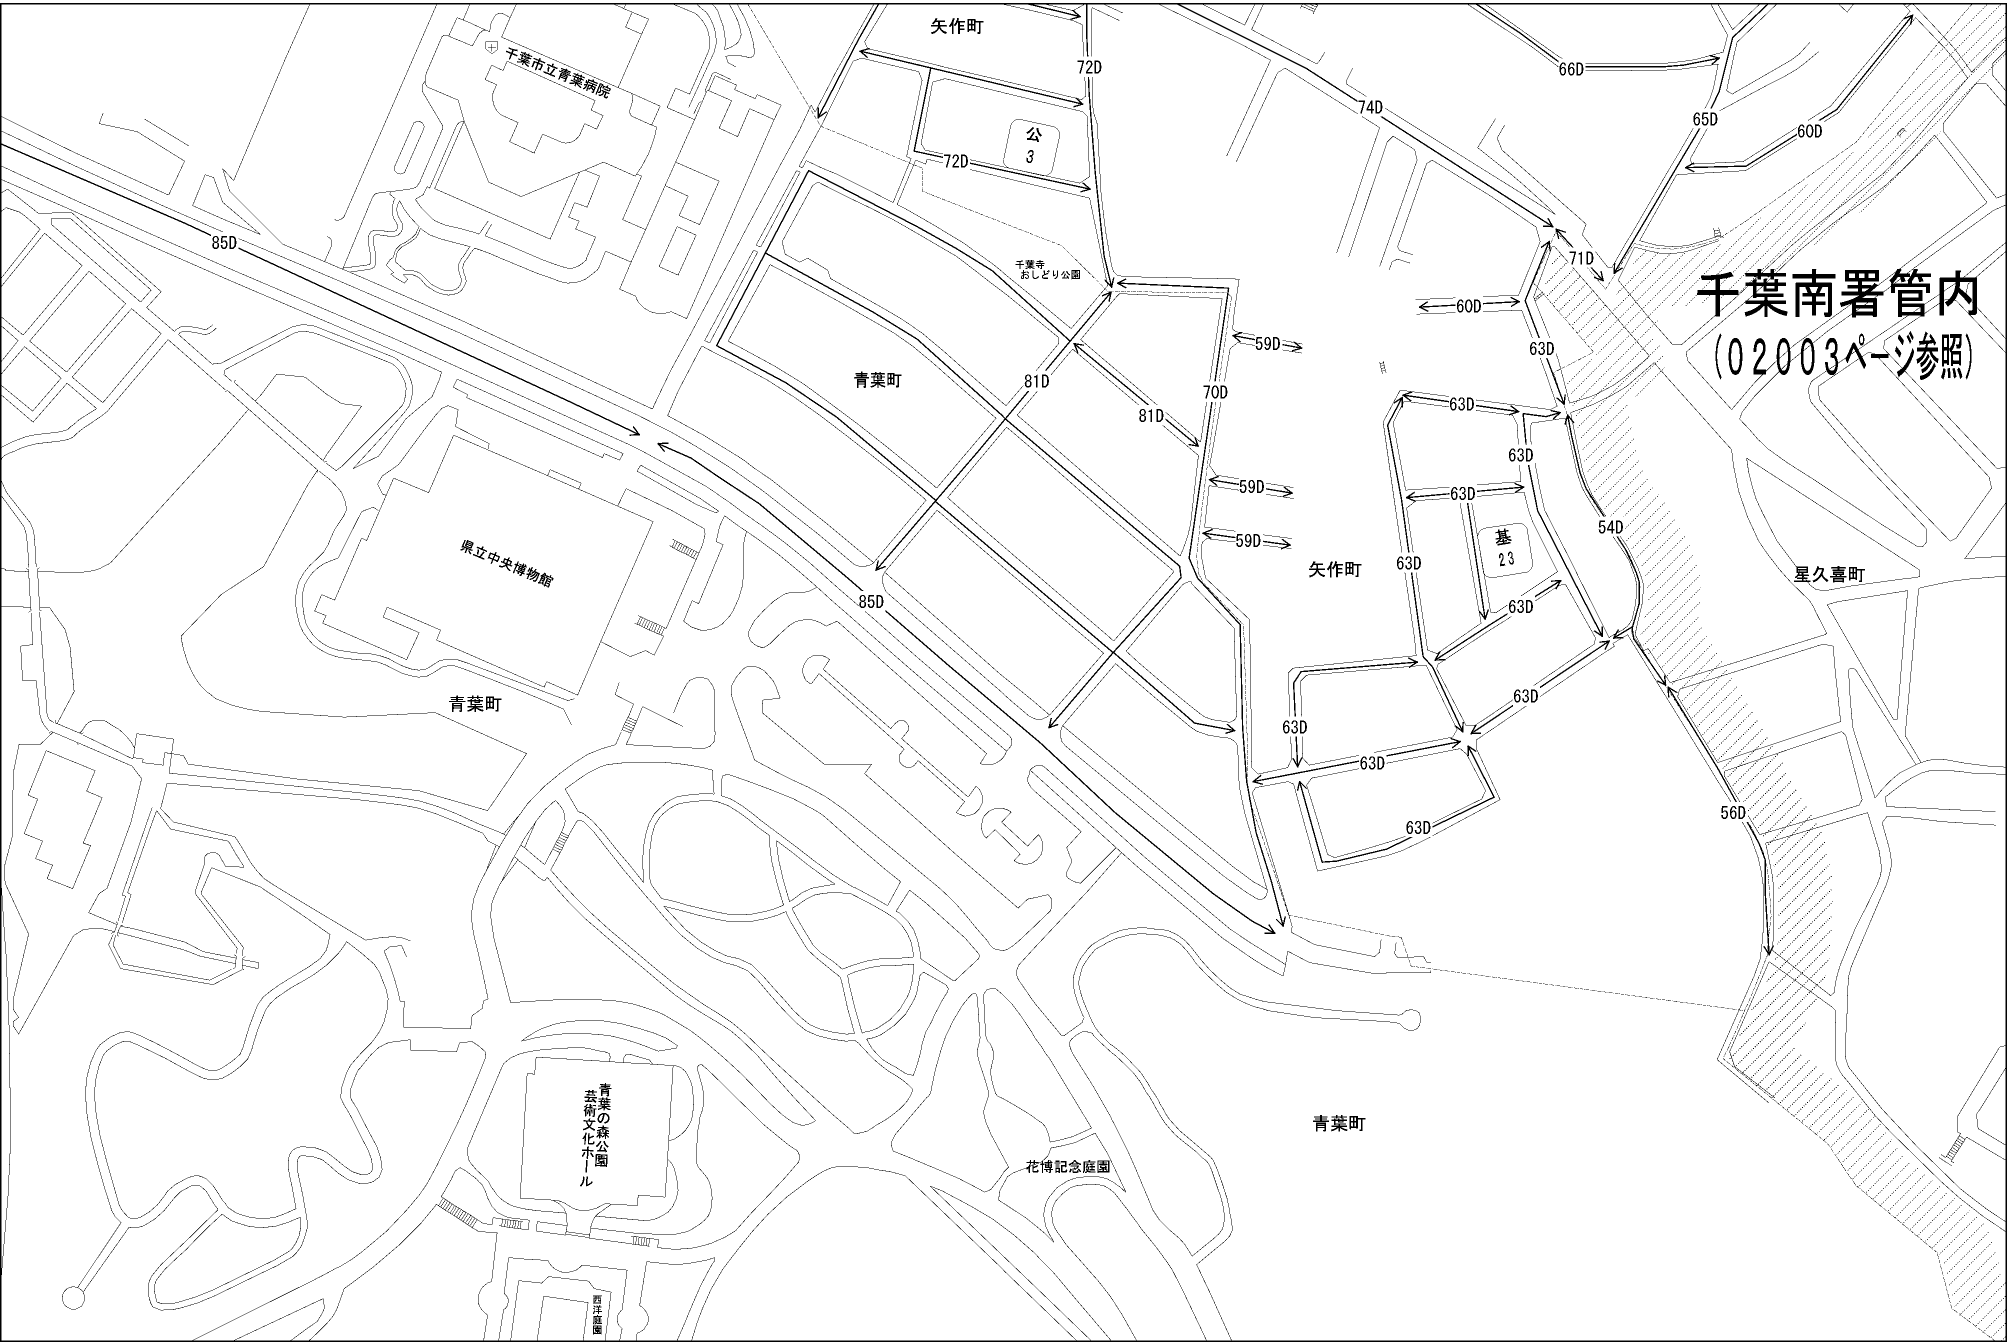 矢作町
千葉市立青葉病院
72D
66D
74D
公
3
65D
60D
72D
85D
71D
千葉寺
おしどり公園
千葉南署管内
(02003ページ参照)
60D
59D
63D
青葉町
81D
70D
63D
81D
63D
59D
63D
54D
59D
基
23
県立中央博物館
矢作町
63D
星久喜町
85D
63D
青葉町
63D
63D
63D
56D
63D
青葉の森公園
芸術文化ホール
青葉町
花博記念庭園
西洋庭園